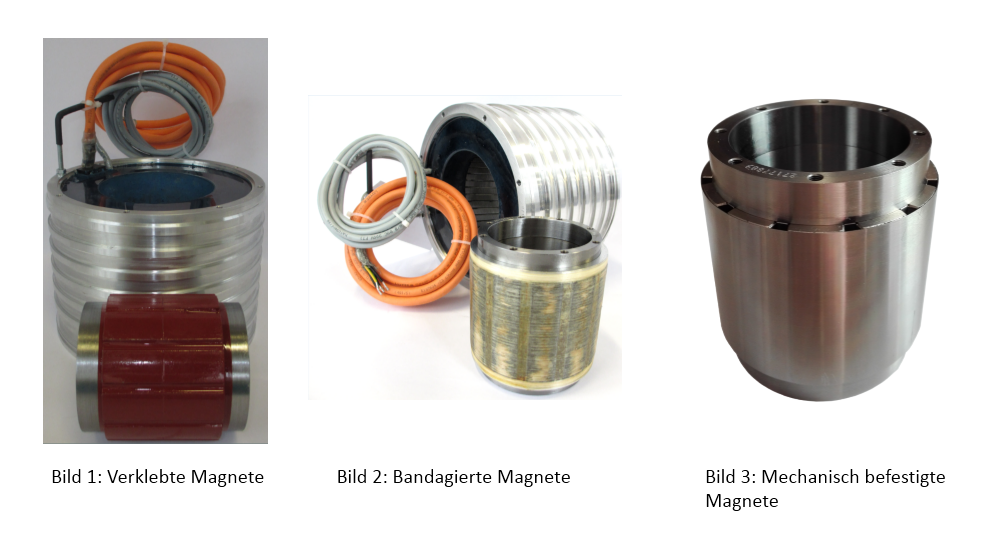 Bild 1: Verklebte Magnete
Bild 2: Bandagierte Magnete
Bild 3: Mechanisch befestigte
Magnete